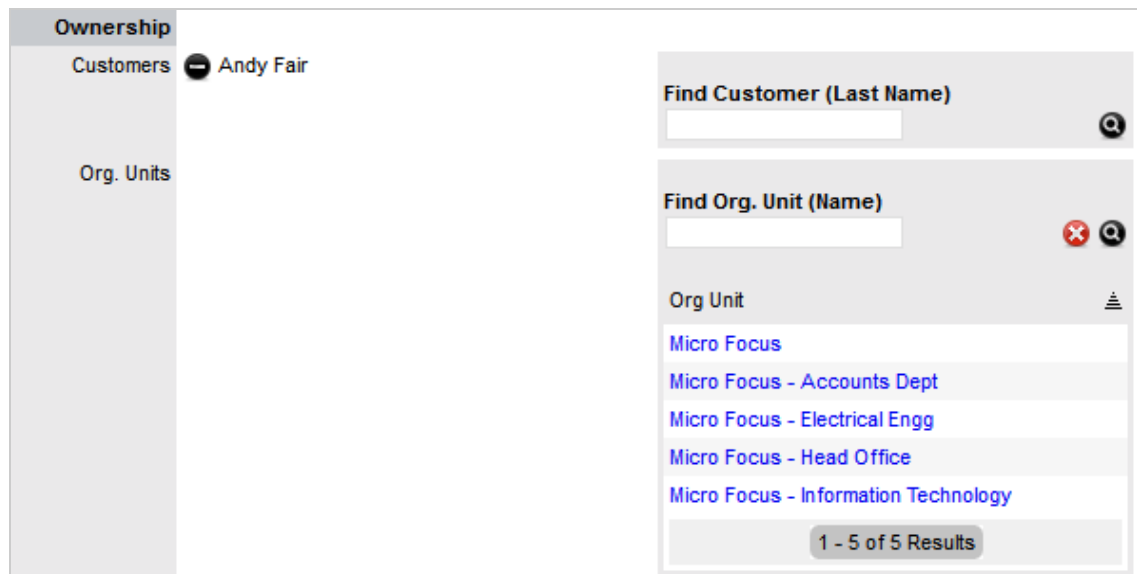 Ownership
Customers Andy Fair
Find Customer (Last Name)
Org. Units
Find Org. Unit (Name)
Org Unit
Micro Focus
Micro Focus - Accounts Dept
Micro Focus - Electrical Engg
Micro Focus - Head Office
Micro Focus - Information Technology
1 - 5 of 5 Results